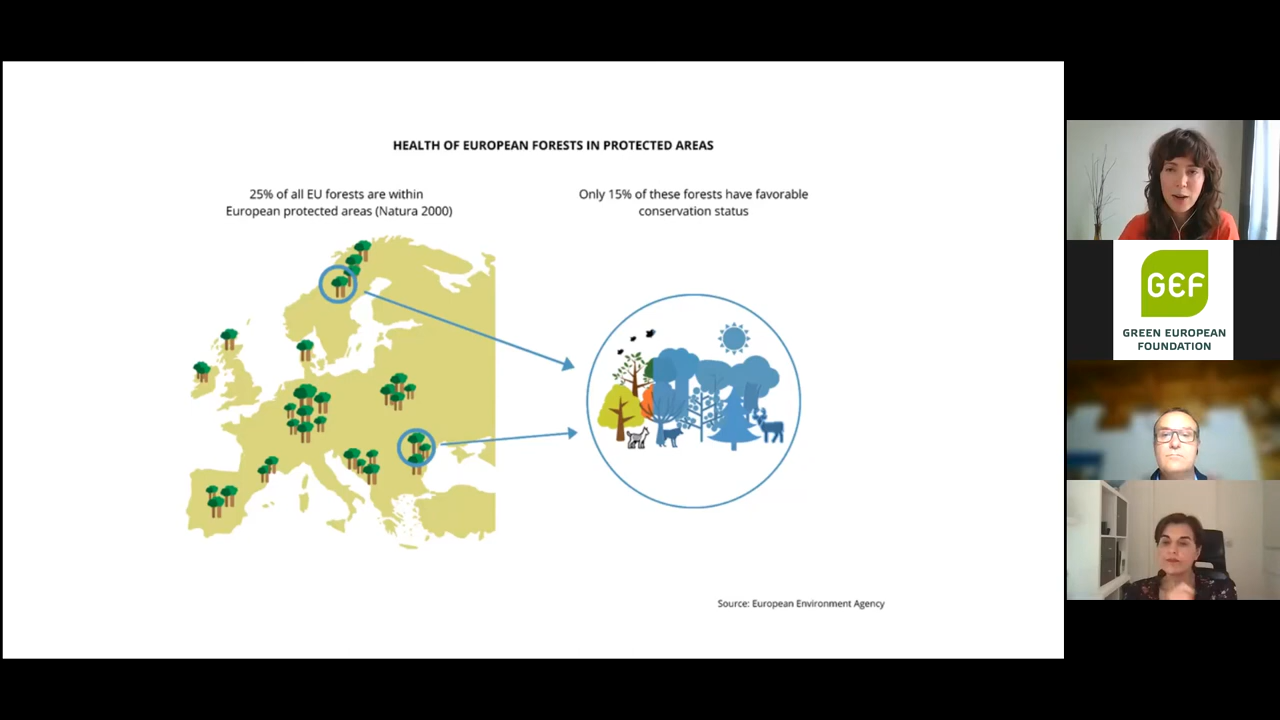 HEALTH OF EUROPEAN FORESTS IN PROTECTED AREAS
25% of all EU forests are within
European protected areas (Natura 2000)
Only 15% of these forests have favorable
conservation status
Source: European Environment Agency
GEF
GREEN EUROPEAN
FOUNDATION